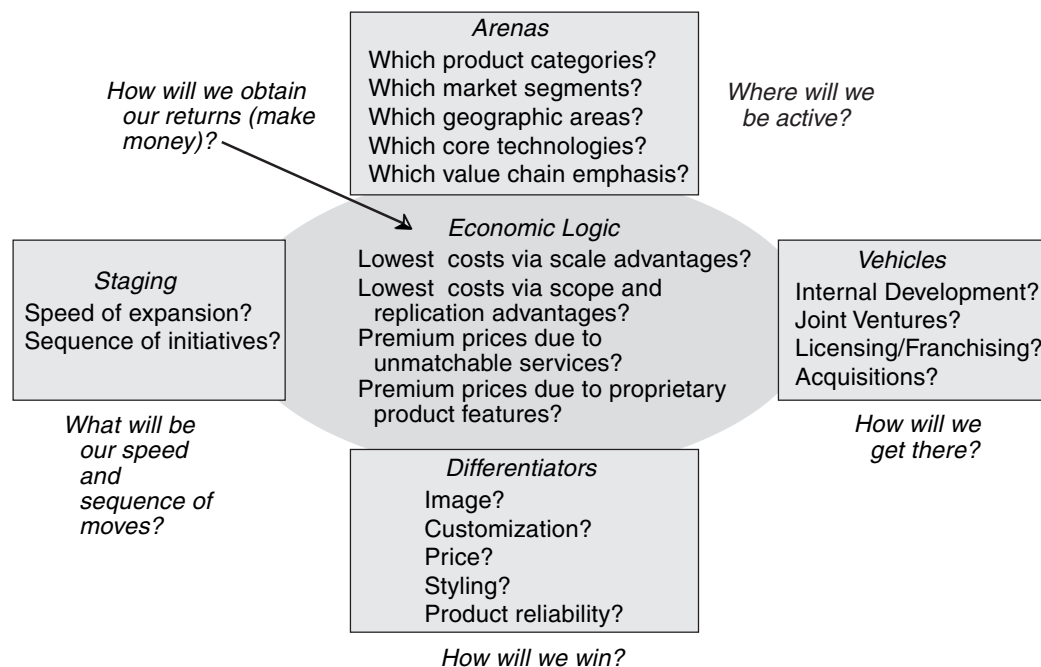 Arenas
Which product categories?
Which market segments?
Which geographic areas?
Which core technologies?
Which value chain emphasis?
How will we obtain
our returns (make
money)?
Where will we
be active?
Economic Logic
Lowest costs via scale advantages?
Lowest costs via scope and
replication advantages?
Premium prices due to
unmatchable services?
Premium prices due to proprietary
product features?
Staging
Speed of expansion?
Sequence of initiatives?
What will be
our speed
and
sequence of
moves?
Vehicles
Internal Development?
Joint Ventures?
Licensing/Franchising?
Acquisitions?
How will we
get there?
Differentiators
Image?
Customization?
Price?
Styling?
Product reliability?
How will we win?